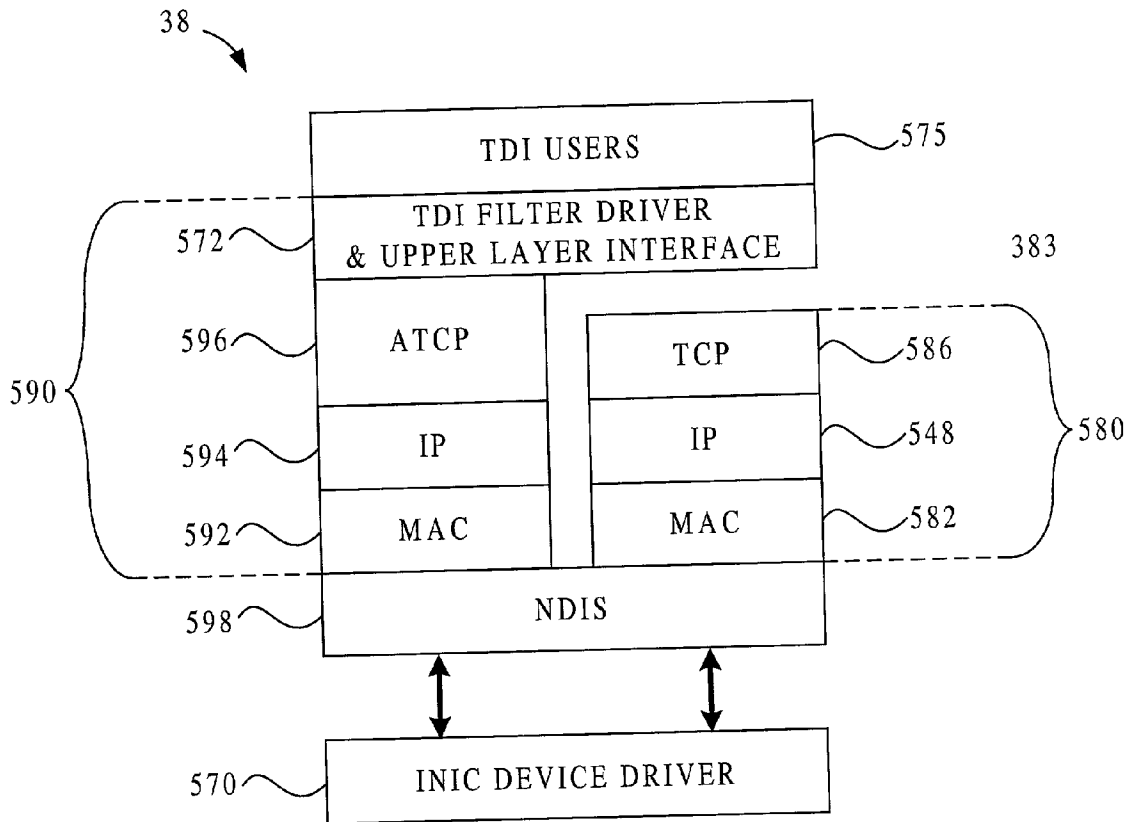 38
TDI USERS
575
TDI FILTER DRIVER
& UPPER LAYER INTERFACE
572
383
ATCP
596
TCP
586
590
IP
594
IP
548
580
MAC
592
MAC
582
NDIS
598
INIC DEVICE DRIVER
570